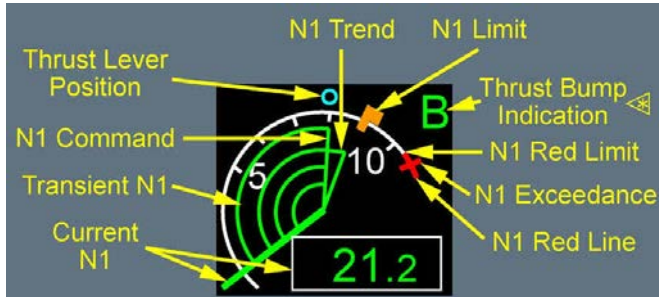 N1 Trend
N1 Limit
Thrust Lever
Position
Thrust Bump
Indication
B
N1 Command
10
5
N1 Red Limit
Transient N1
N1 Exceedance
Current
N1
21.2
N1 Red Line